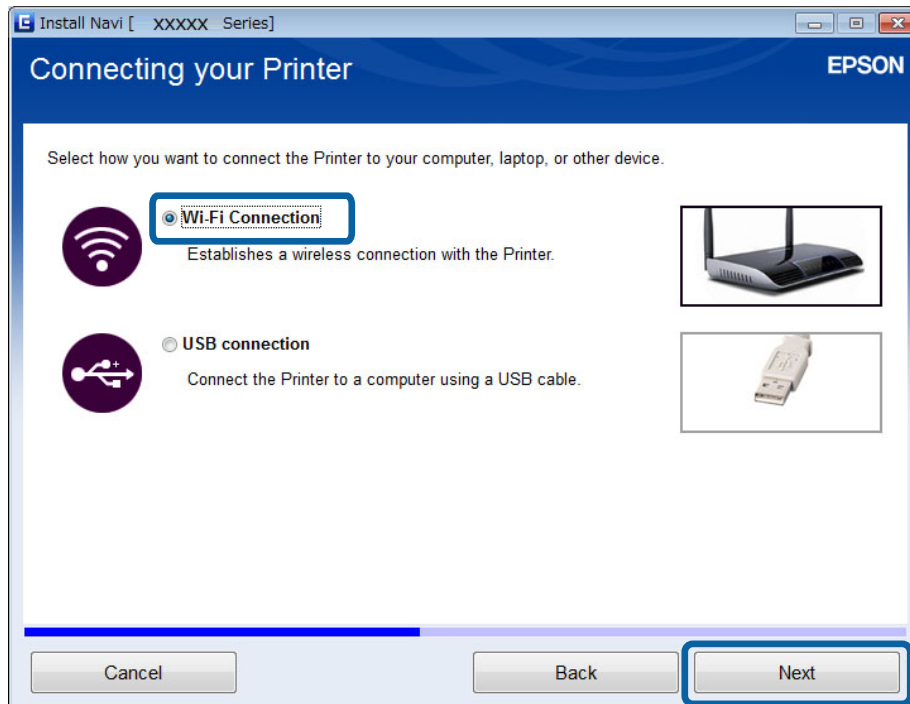 Install Navi [ XXXXX Series]
Connecting your Printer
EPSON
Select how you want to connect the Printer to your computer, laptop, or other device.
Wi-Fi Connection
Establishes a wireless connection with the Printer.
USB connection
Connect the Printer to a computer using a USB cable.
Cancel
Back
Next